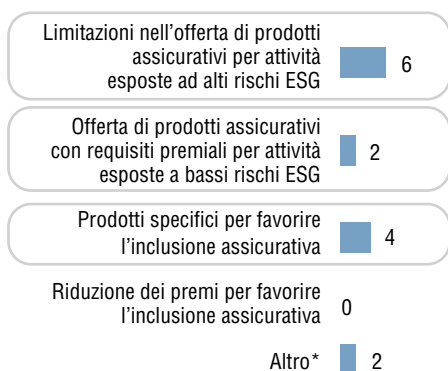 Limitazioni nell'offerta di prodotti
assicurativi per attività
esposte ad alti rischi ESG
6
Offerta di prodotti assicurativi
con requisiti premiali per attività
esposte a bassi rischi ESG
2
Prodotti specifici per favorire
l'inclusione assicurativa
4
Riduzione dei premi per favorire
l'inclusione assicurativa
0
Altro* 2